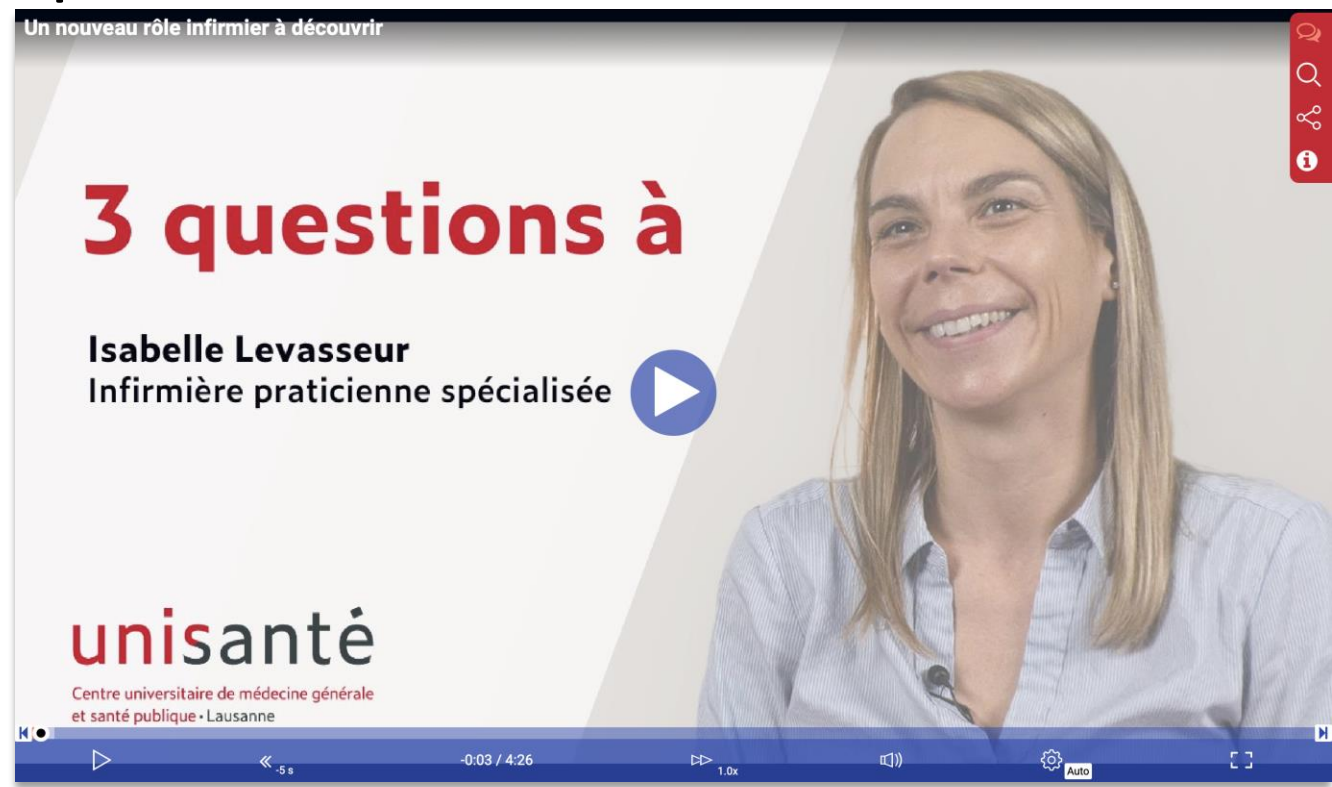 Un nouveau rôle infirmier à découvrir
3 questions à
Isabelle Levasseur
Infirmière praticienne spécialisée
unisanté
Centre universitaire de médecine générale
et santé publique • Lausanne
-5 s
-0:03 / 4:26
1.0x
Auto